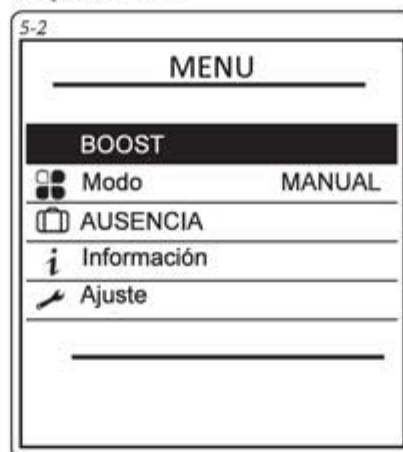 5-2
MENU
BOOST
Modo MANUAL
AUSENCIA
i Información
Ajuste